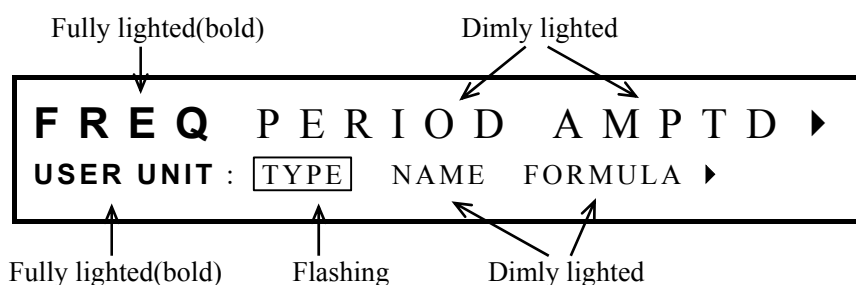 Fully lighted(bold) Dimly lighted
FREQ PERIOD AMPTD
USER UNIT : TYPE NAME FORMULA
Fully lighted(bold) Flashing Dimly lighted